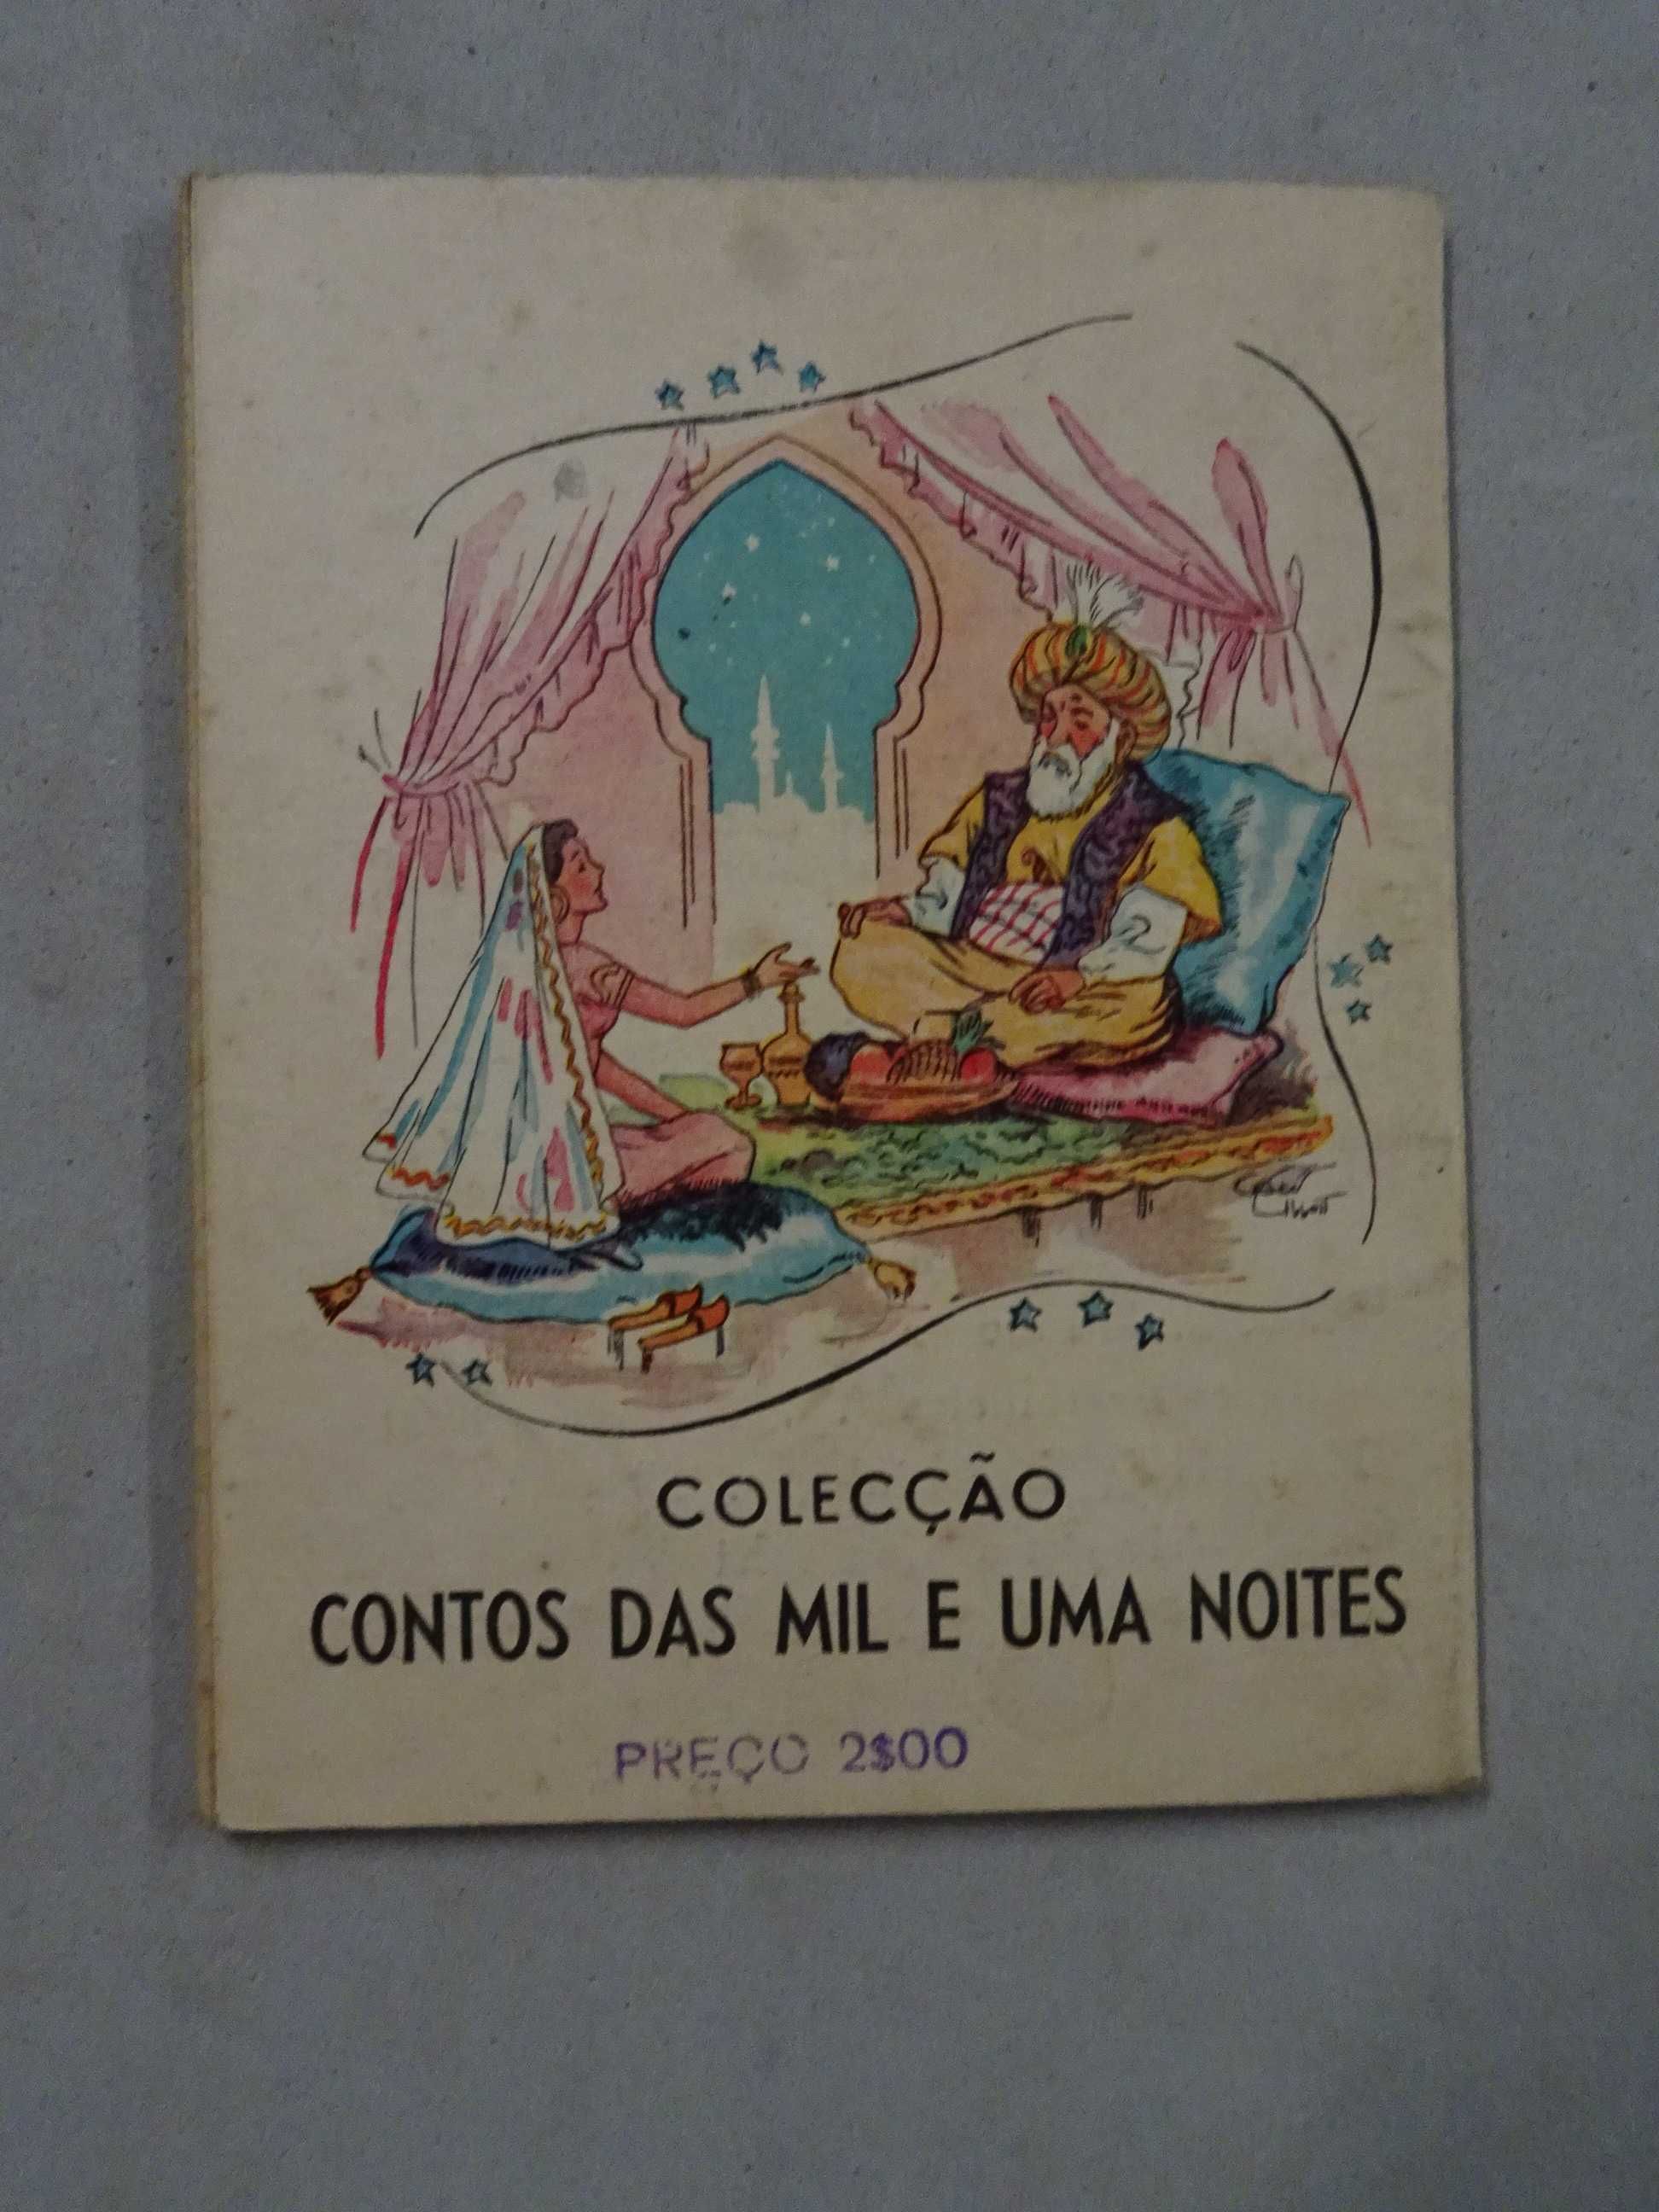 COLECÇÃO
CONTOS DAS MIL E UMA NOITES
PREÇO 2$00